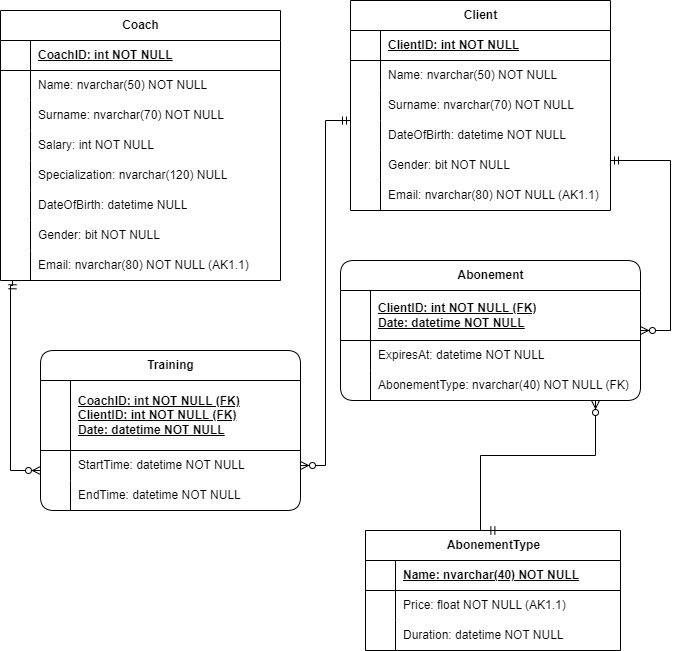 Coach
CoachID: int NOT NULL
Name: nvarchar(50) NOT NULL
Surname: nvarchar(70) NOT NULL
Salary: int NOT NULL
Specialization: nvarchar(120) NULL
DateOfBirth: datetime NULL
Gender: bit NOT NULL
Email: nvarchar(80) NOT NULL (AK1.1)
Client
ClientID: int NOT NULL
Name: nvarchar(50) NOT NULL
Surname: nvarchar(70) NOT NULL
DateOfBirth: datetime NOT NULL
Gender: bit NOT NULL
Email: nvarchar(80) NOT NULL (AK1.1)
Abonement
ClientID: int NOT NULL (FK)
Date: datetime NOT NULL
ExpiresAt: datetime NOT NULL
AbonementType: nvarchar(40) NOT NULL (FK)
Training
CoachID: int NOT NULL (FK)
ClientID: int NOT NULL (FK)
Date: datetime NOT NULL
StartTime: datetime NOT NULL
EndTime: datetime NOT NULL
AbonementType
Name: nvarchar(40) NOT NULL
Price: float NOT NULL (AK1.1)
Duration: datetime NOT NULL